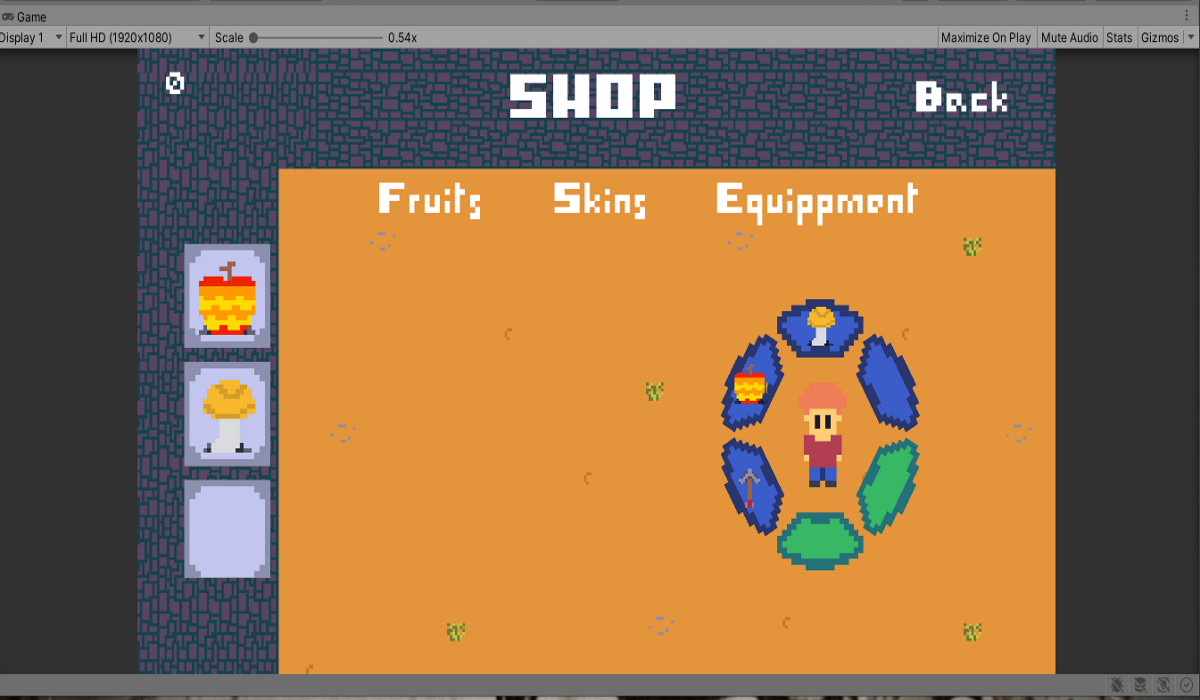 Game
Display 1 Full HD (1920x1080) Scale 0.54x Maximize On Play Mute Audio Stats Gizmos
0 SHOP Back
Fruits Skins Equippment